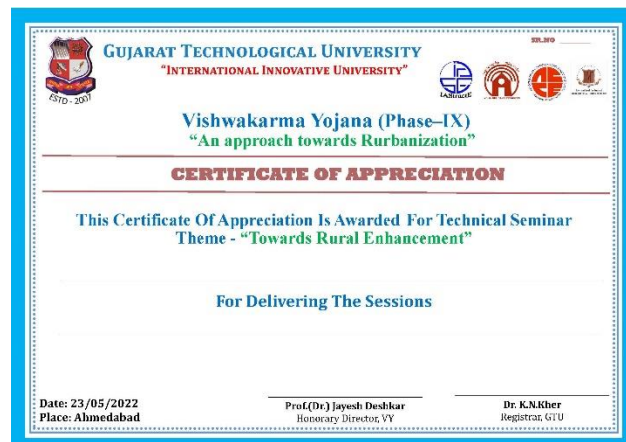 SR.NO
GUJARAT TECHNOLOGICAL UNIVERSITY
"INTERNATIONAL INNOVATIVE UNIVERSITY"
ESTD - 2007
Vishwakarma Yojana (Phase–IX)
"An approach towards Rurbanization"
CERTIFICATE OF APPRECIATION
This Certificate Of Appreciation Is Awarded For Technical Seminar
Theme - "Towards Rural Enhancement"
For Delivering The Sessions
Date: 23/05/2022
Place: Ahmedabad
Prof.(Dr.) Jayesh Deshkar
Honorary Director, VY
Dr. K.N.Kher
Registrar, GTU